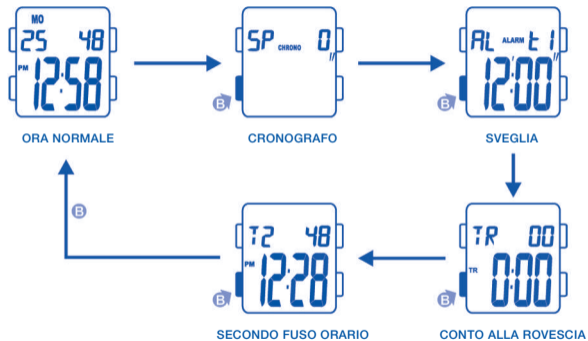 MO
25 48
PM 12:58
ORA NORMALE
SP CHRONO 0"
B
CRONOGRAFO
AL ALARM t1
12'00"
B
SVEGLIA
B
T2 48
PM 12:28
B
SECONDO FUSO ORARIO
TR 00
TR 0:00
B
CONTO ALLA ROVESCIA